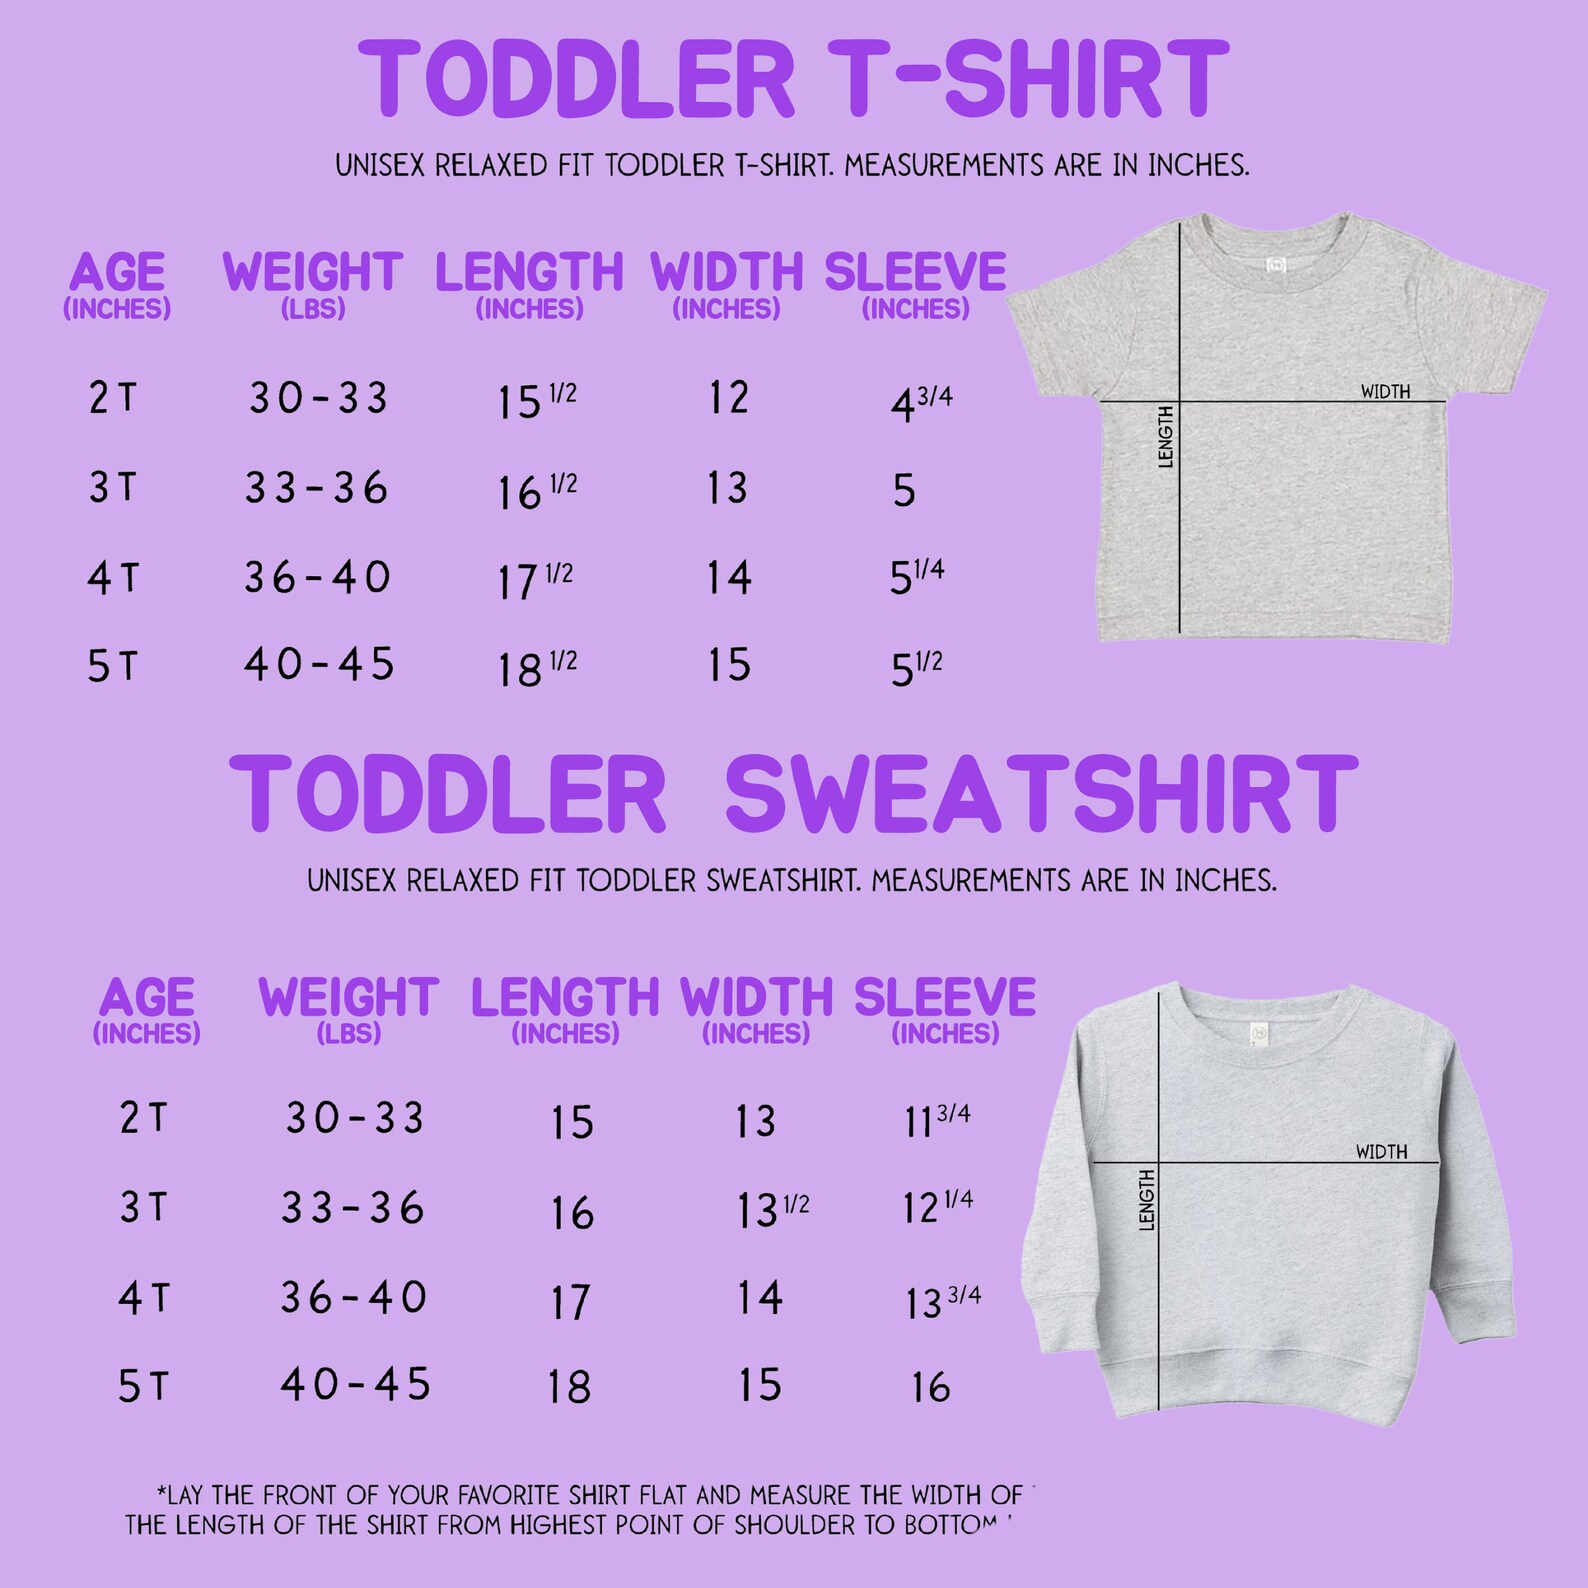 TODDLER T-SHIRT
UNISEX RELAXED FIT TODDLER T-SHIRT. MEASUREMENTS ARE IN INCHES.
AGE WEIGHT LENGTH WIDTH SLEEVE
(INCHES) (LBS) (INCHES) (INCHES) (INCHES)
2T 30-33 15 1/2 12 4 3/4
3T 33-36 16 1/2 13 5
4T 36-40 17 1/2 14 5 1/4
5T 40-45 18 1/2 15 5 1/2
WIDTH
LENGTH
TODDLER SWEATSHIRT
UNISEX RELAXED FIT TODDLER SWEATSHIRT. MEASUREMENTS ARE IN INCHES.
AGE WEIGHT LENGTH WIDTH SLEEVE
(INCHES) (LBS) (INCHES) (INCHES) (INCHES)
2T 30-33 15 13 11 3/4
3T 33-36 16 13 1/2 12 1/4
4T 36-40 17 14 13 3/4
5T 40-45 18 15 16
WIDTH
LENGTH
*LAY THE FRONT OF YOUR FAVORITE SHIRT FLAT AND MEASURE THE WIDTH OF
THE LENGTH OF THE SHIRT FROM HIGHEST POINT OF SHOULDER TO BOTTOM